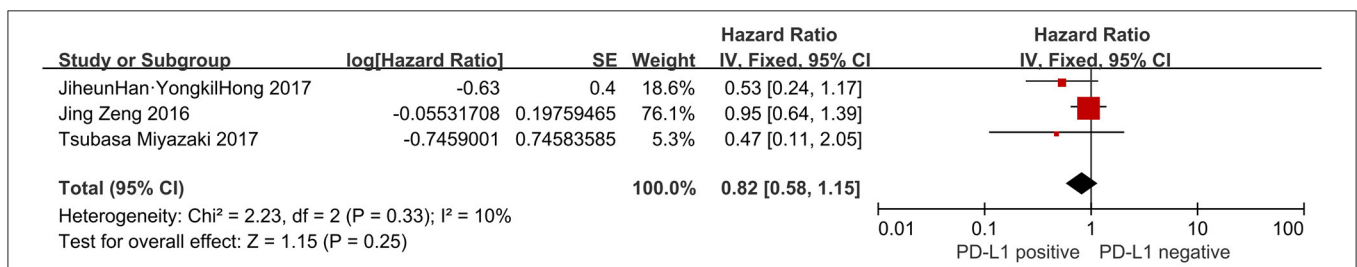 Hazard Ratio Hazard Ratio
Study or Subgroup log[Hazard Ratio] SE Weight IV, Fixed, 95% CI IV, Fixed, 95% CI
JiheunHan·YongkilHong 2017 -0.63 0.4 18.6% 0.53 [0.24, 1.17]
Jing Zeng 2016 -0.05531708 0.19759465 76.1% 0.95 [0.64, 1.39]
Tsubasa Miyazaki 2017 -0.7459001 0.74583585 5.3% 0.47 [0.11, 2.05]
Total (95% CI) 100.0% 0.82 [0.58, 1.15]
Heterogeneity: Chi² = 2.23, df = 2 (P = 0.33); I² = 10%
Test for overall effect: Z = 1.15 (P = 0.25)
0.01 0.1 1 10 100
PD-L1 positive PD-L1 negative